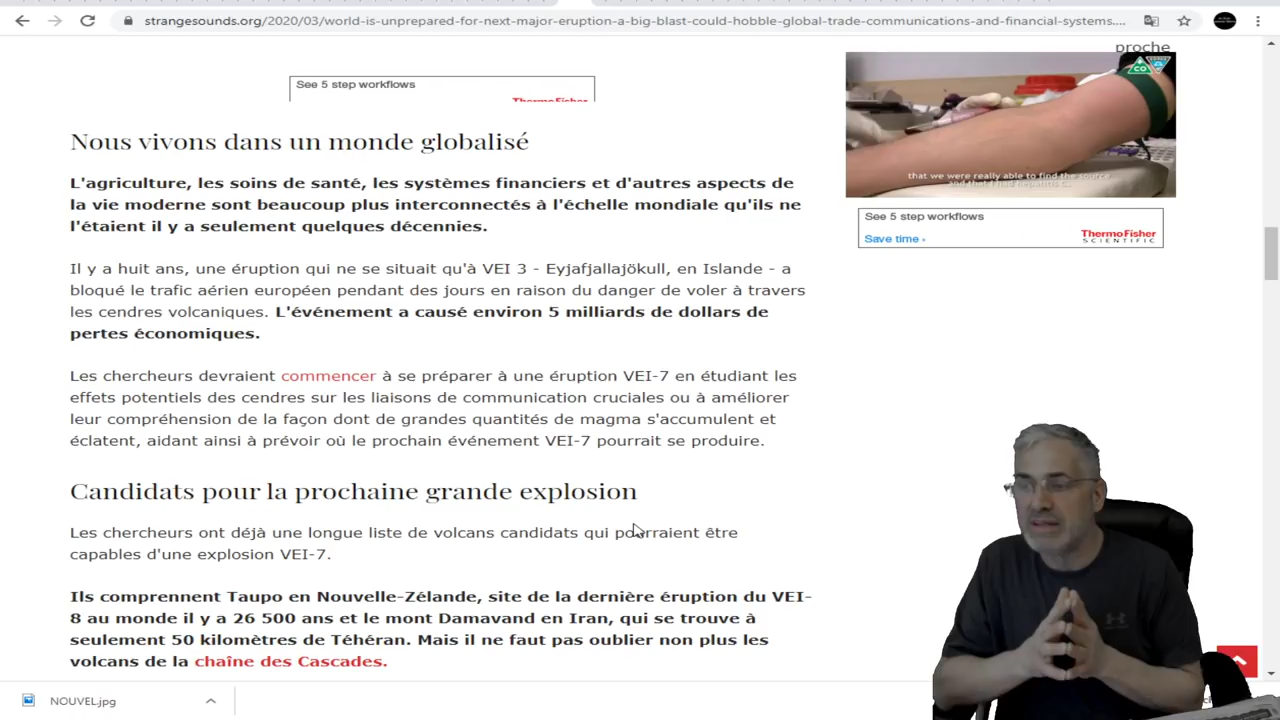 strangesounds.org/2020/03/world-is-unprepared-for-next-major-eruption-a-big-blast-could-hobble-global-trade-communications-and-financial-systems....
proche
See 5 step workflows
ThermoFisher
Nous vivons dans un monde globalisé
L'agriculture, les soins de santé, les systèmes financiers et d'autres aspects de
la vie moderne sont beaucoup plus interconnectés à l'échelle mondiale qu'ils ne
l'étaient il y a seulement quelques décennies.
Il y a huit ans, une éruption qui ne se situait qu'à VEI 3 - Eyjafjallajökull, en Islande - a
bloqué le trafic aérien européen pendant des jours en raison du danger de voler à travers
les cendres volcaniques. L'événement a causé environ 5 milliards de dollars de
pertes économiques.
Les chercheurs devraient commencer à se préparer à une éruption VEI-7 en étudiant les
effets potentiels des cendres sur les liaisons de communication cruciales ou à améliorer
leur compréhension de la façon dont de grandes quantités de magma s'accumulent et
éclatent, aidant ainsi à prévoir où le prochain événement VEI-7 pourrait se produire.
Candidats pour la prochaine grande explosion
Les chercheurs ont déjà une longue liste de volcans candidats qui pourraient être
capables d'une explosion VEI-7.
Ils comprennent Taupo en Nouvelle-Zélande, site de la dernière éruption du VEI-
8 au monde il y a 26 500 ans et le mont Damavand en Iran, qui se trouve à
seulement 50 kilomètres de Téhéran. Mais il ne faut pas oublier non plus les
volcans de la chaîne des Cascades.
CO
that we were really able to find the source
and that I had hepatitis c..
See 5 step workflows
Save time ›
ThermoFisher
SCIENTIFIC
NOUVEL.jpg